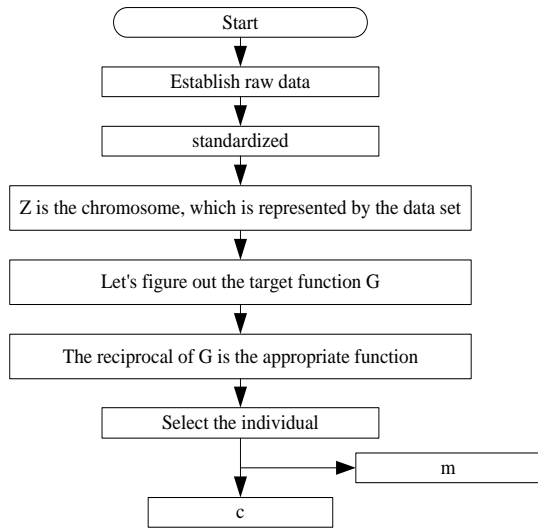 Start
Establish raw data
standardized
Z is the chromosome, which is represented by the data set
Let's figure out the target function G
The reciprocal of G is the appropriate function
Select the individual
m
c